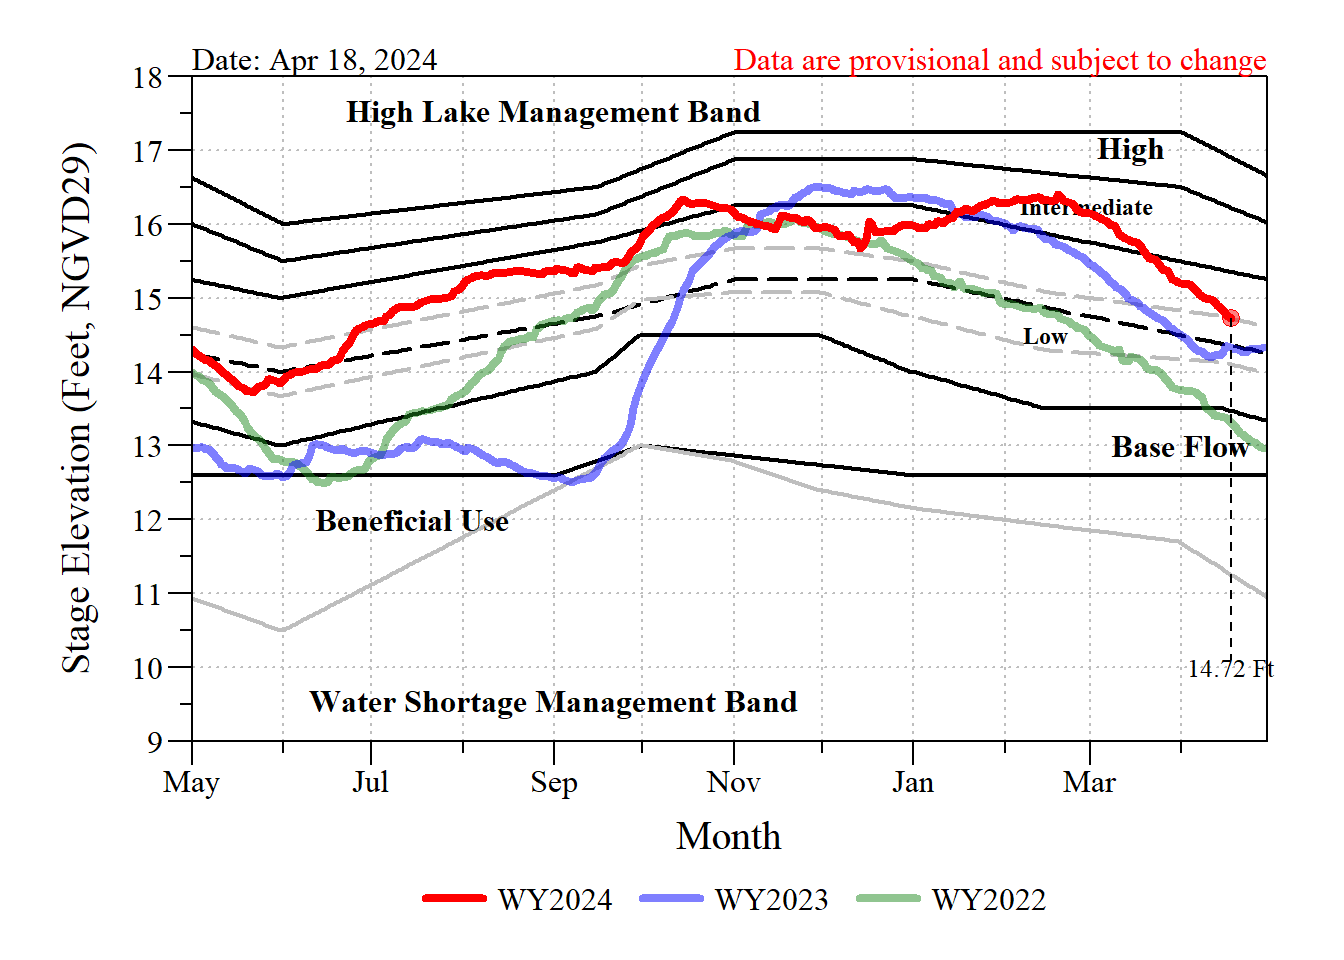 Date: Apr 18, 2024
Data are provisional and subject to change
18
17
16
15
14
13
12
11
10
9
Stage Elevation (Feet, NGVD29)
High Lake Management Band
High
Intermediate
Low
Base Flow
Beneficial Use
14.72 Ft
Water Shortage Management Band
May Jul Sep Nov Jan Mar
Month
WY2024 WY2023 WY2022